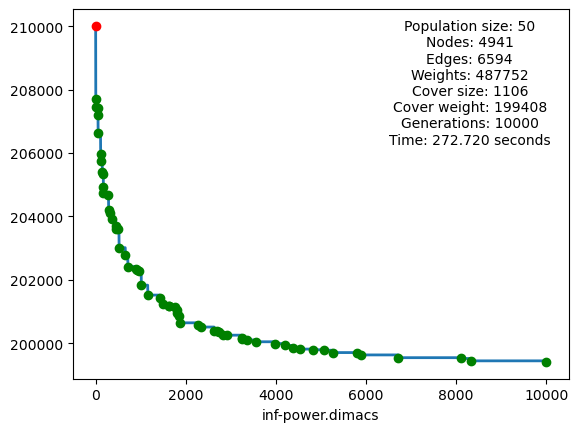 Population size: 50
Nodes: 4941
Edges: 6594
Weights: 487752
Cover size: 1106
Cover weight: 199408
Generations: 10000
Time: 272.720 seconds
210000
208000
206000
204000
202000
200000
0 2000 4000 6000 8000 10000
inf-power.dimacs